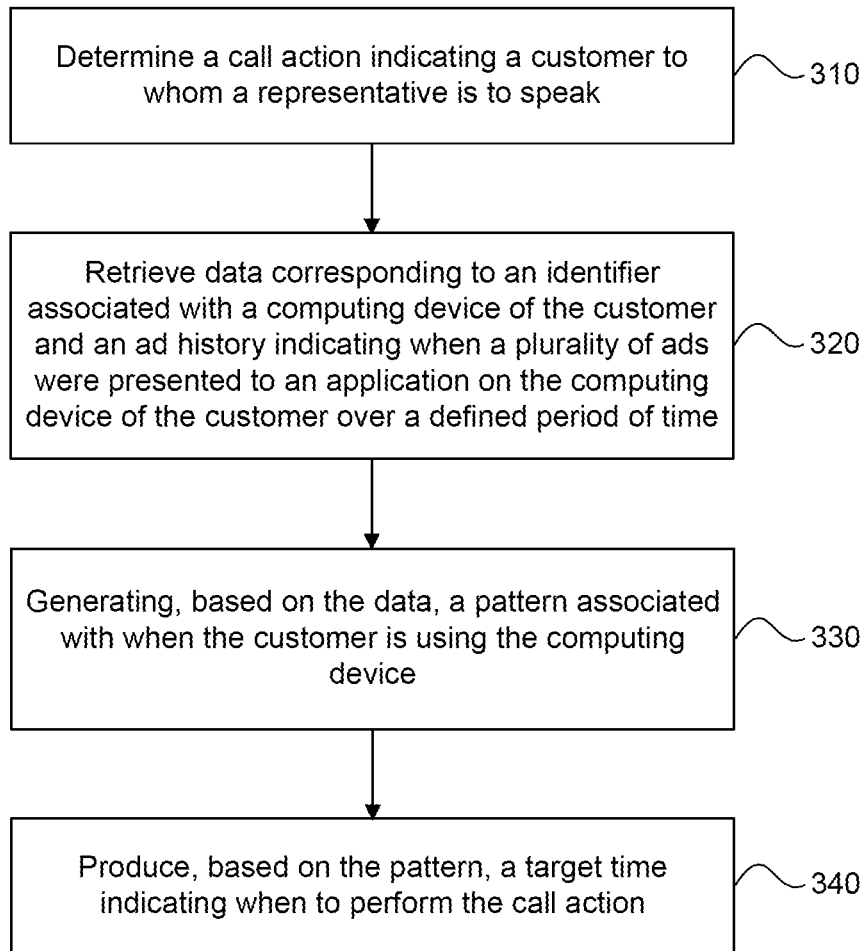 Determine a call action indicating a customer to
whom a representative is to speak
310
Retrieve data corresponding to an identifier
associated with a computing device of the customer
and an ad history indicating when a plurality of ads
were presented to an application on the computing
device of the customer over a defined period of time
320
Generating, based on the data, a pattern associated
with when the customer is using the computing
device
330
Produce, based on the pattern, a target time
indicating when to perform the call action
340